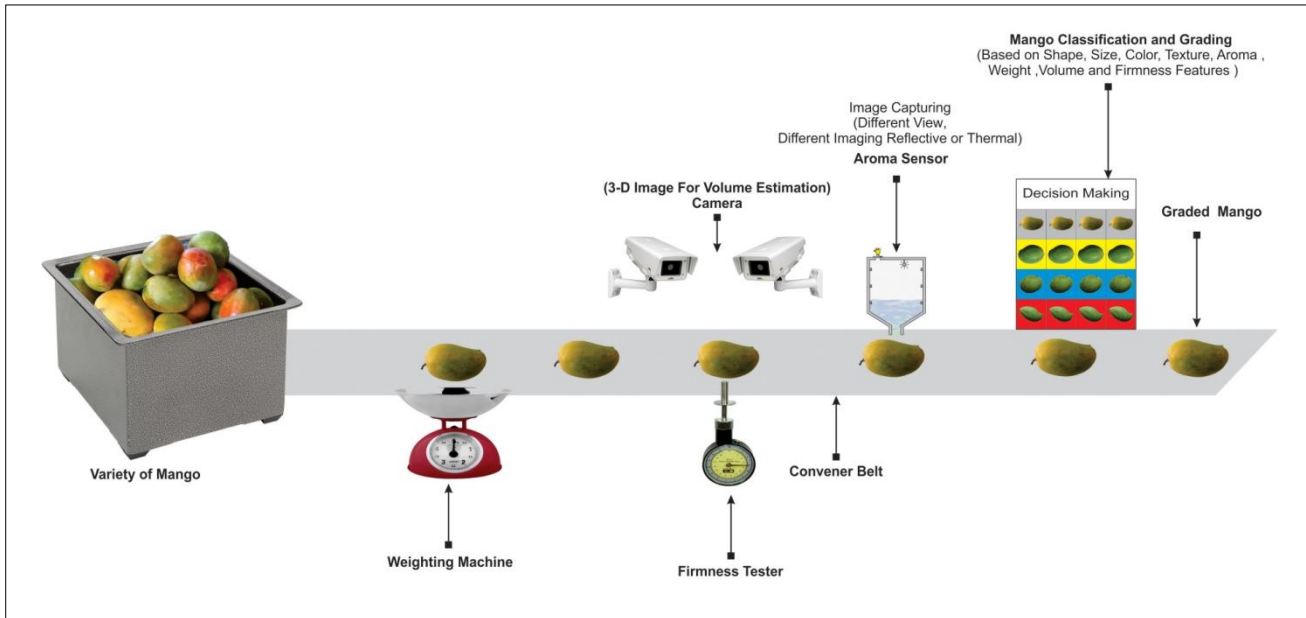 Mango Classification and Grading
(Based on Shape, Size, Color, Texture, Aroma ,
Weight ,Volume and Firmness Features )
Image Capturing
(Different View,
Different Imaging Reflective or Thermal)
Aroma Sensor
(3-D Image For Volume Estimation)
Camera
Decision Making
Graded Mango
Variety of Mango
Convener Belt
Weighting Machine
Firmness Tester